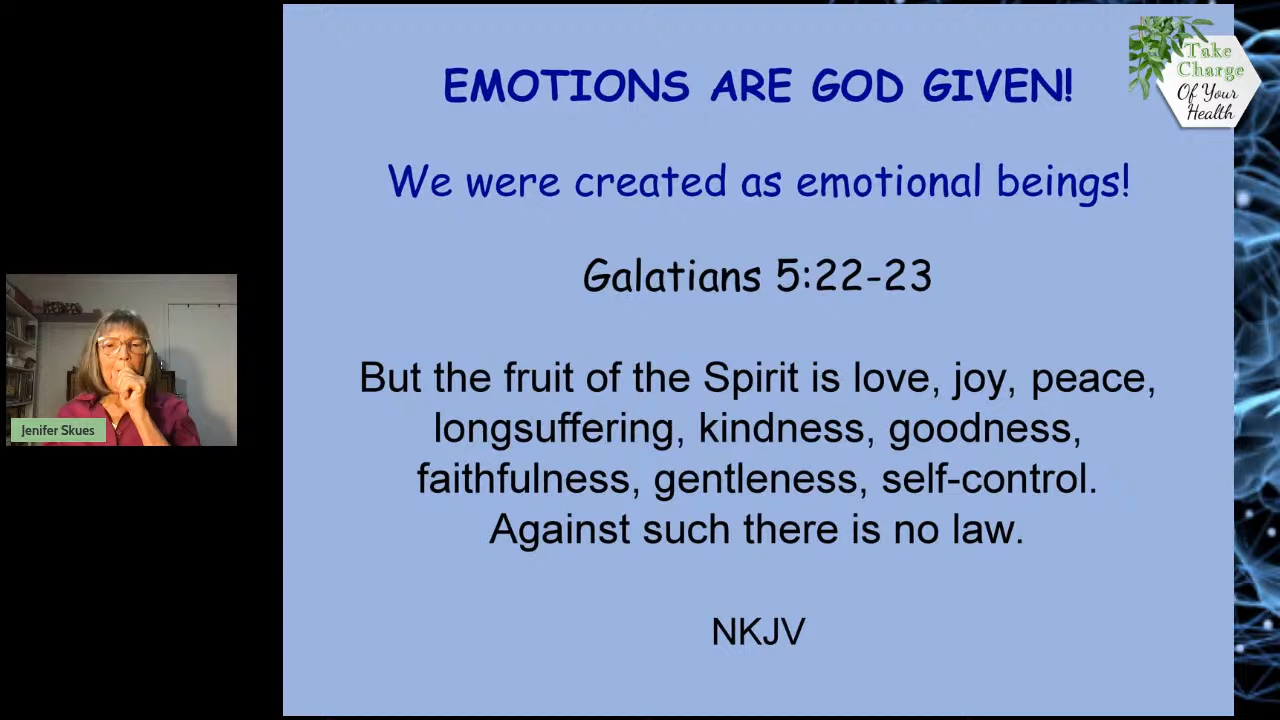 EMOTIONS ARE GOD GIVEN!
We were created as emotional beings!
Galatians 5:22-23
But the fruit of the Spirit is love, joy, peace,
longsuffering, kindness, goodness,
faithfulness, gentleness, self-control.
Against such there is no law.
NKJV
Take
Charge
Of Your
Health
Jenifer Skues